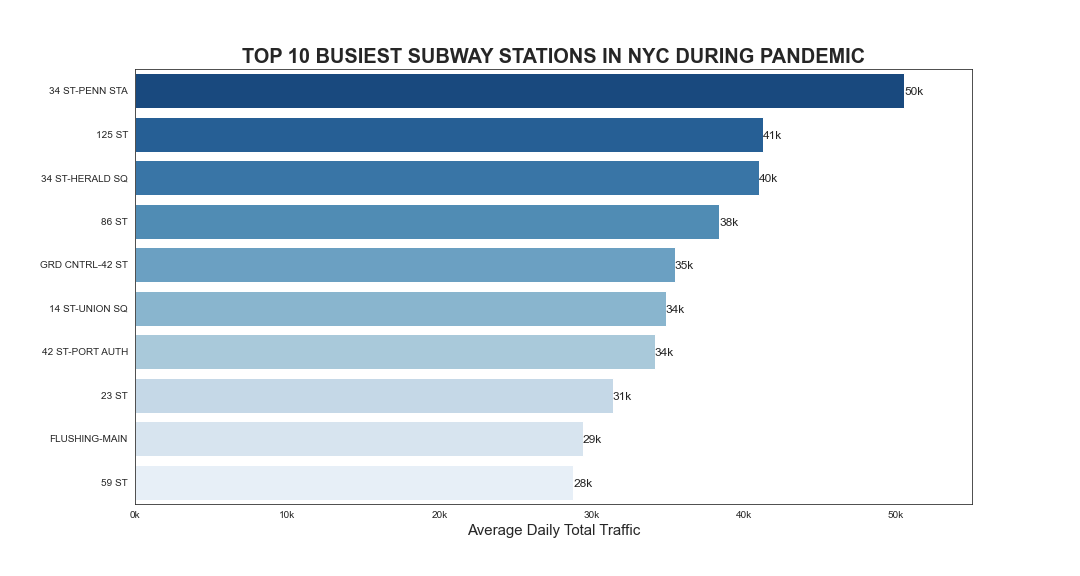 TOP 10 BUSIEST SUBWAY STATIONS IN NYC DURING PANDEMIC
34 ST-PENN STA 50k
125 ST 41k
34 ST-HERALD SQ 40k
86 ST 38k
GRD CNTRL-42 ST 35k
14 ST-UNION SQ 34k
42 ST-PORT AUTH 34k
23 ST 31k
FLUSHING-MAIN 29k
59 ST 28k
0k 10k 20k 30k 40k 50k
Average Daily Total Traffic